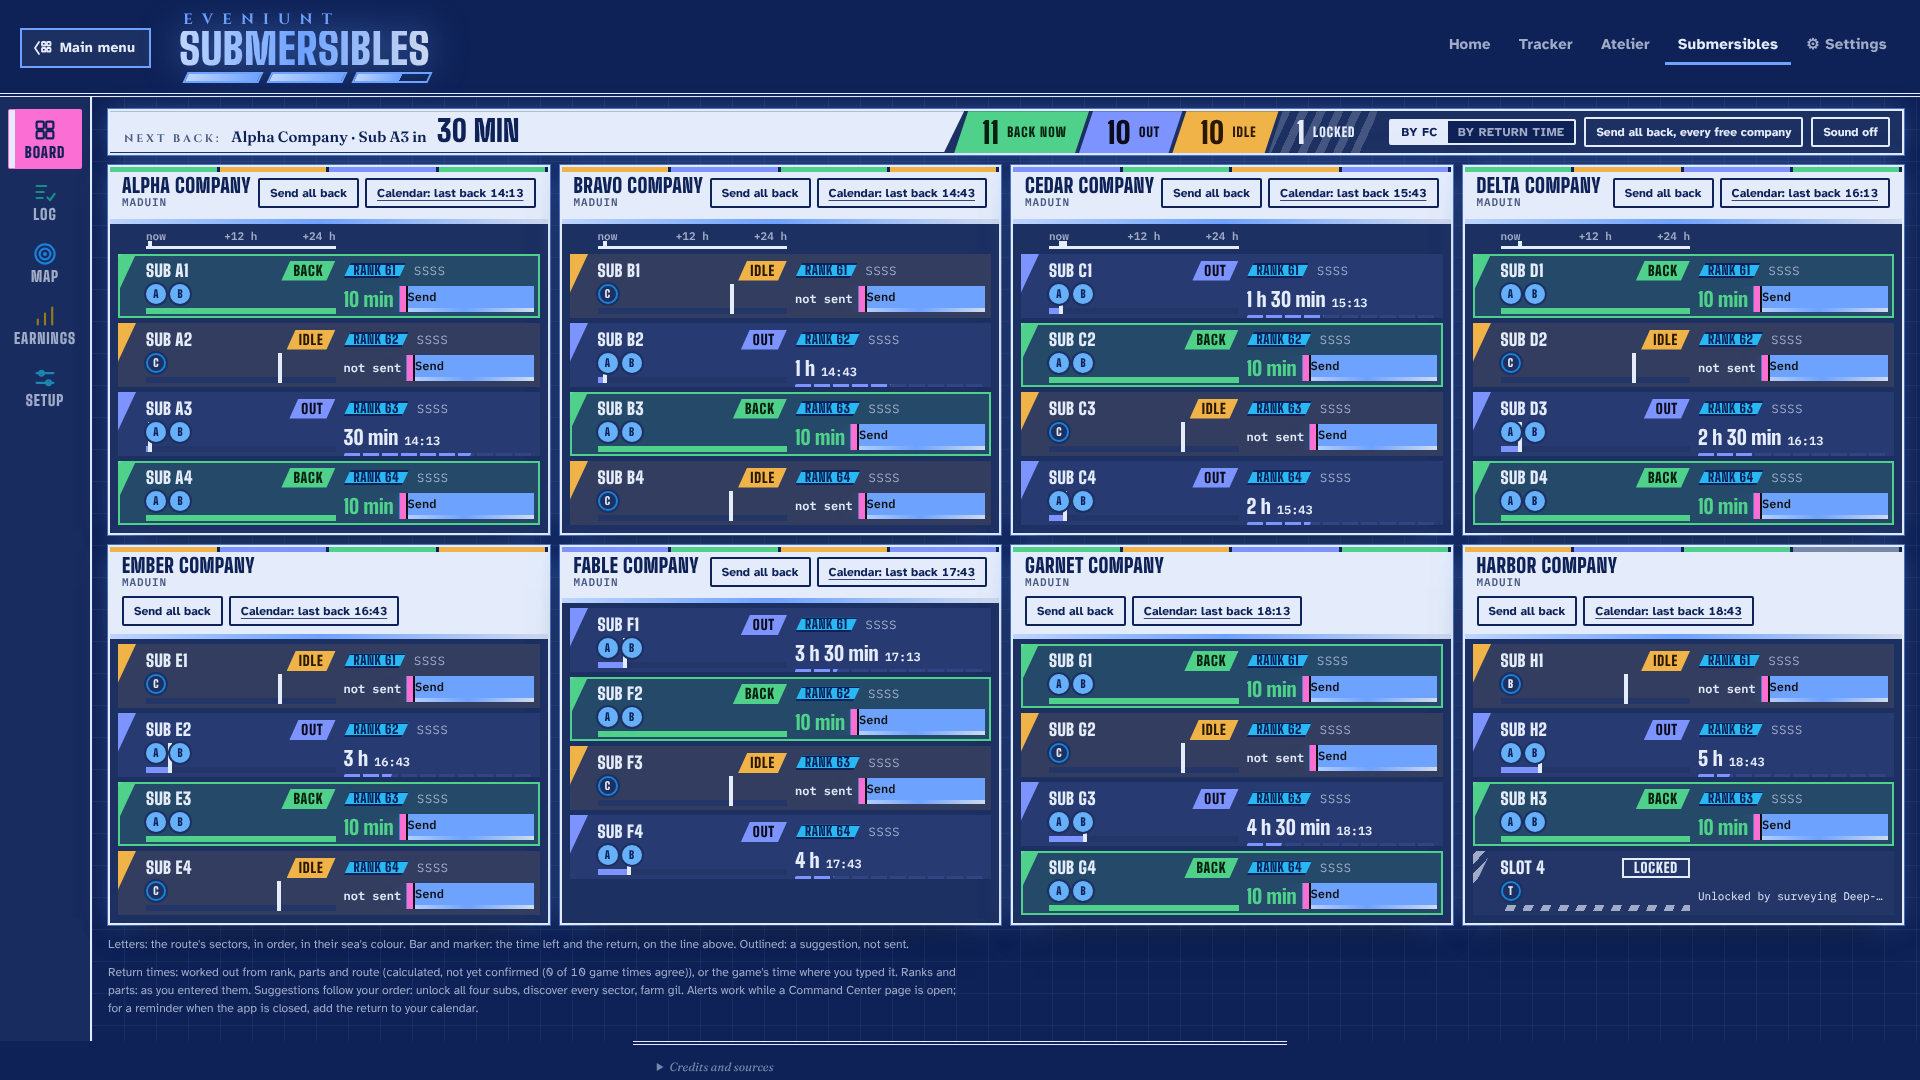 Main menu
EVENIUNT
SUBMERSIBLES
Home
Tracker
Atelier
Submersibles
⚙ Settings
BOARD
LOG
MAP
EARNINGS
SETUP
NEXT BACK: Alpha Company · Sub A3 in 30 MIN
11 BACK NOW
10 OUT
10 IDLE
1 LOCKED
BY FC
BY RETURN TIME
Send all back, every free company
Sound off
ALPHA COMPANY
MADUIN
Send all back
Calendar: last back 14:13
now +12 h +24 h
SUB A1 BACK RANK 61 SSSS
A B 10 min Send
SUB A2 IDLE RANK 62 SSSS
C not sent Send
SUB A3 OUT RANK 63 SSSS
A B 30 min 14:13
SUB A4 BACK RANK 64 SSSS
A B 10 min Send
BRAVO COMPANY
MADUIN
Send all back
Calendar: last back 14:43
now +12 h +24 h
SUB B1 IDLE RANK 61 SSSS
C not sent Send
SUB B2 OUT RANK 62 SSSS
A B 1 h 14:43
SUB B3 BACK RANK 63 SSSS
A B 10 min Send
SUB B4 IDLE RANK 64 SSSS
C not sent Send
CEDAR COMPANY
MADUIN
Send all back
Calendar: last back 15:43
now +12 h +24 h
SUB C1 OUT RANK 61 SSSS
A B 1 h 30 min 15:13
SUB C2 BACK RANK 62 SSSS
A B 10 min Send
SUB C3 IDLE RANK 63 SSSS
C not sent Send
SUB C4 OUT RANK 64 SSSS
A B 2 h 15:43
DELTA COMPANY
MADUIN
Send all back
Calendar: last back 16:13
now +12 h +24 h
SUB D1 BACK RANK 61 SSSS
A B 10 min Send
SUB D2 IDLE RANK 62 SSSS
C not sent Send
SUB D3 OUT RANK 63 SSSS
A B 2 h 30 min 16:13
SUB D4 BACK RANK 64 SSSS
A B 10 min Send
EMBER COMPANY
MADUIN
Send all back
Calendar: last back 16:43
SUB E1 IDLE RANK 61 SSSS
C not sent Send
SUB E2 OUT RANK 62 SSSS
A B 3 h 16:43
SUB E3 BACK RANK 63 SSSS
A B 10 min Send
SUB E4 IDLE RANK 64 SSSS
C not sent Send
FABLE COMPANY
MADUIN
Send all back
Calendar: last back 17:43
SUB F1 OUT RANK 61 SSSS
A B 3 h 30 min 17:13
SUB F2 BACK RANK 62 SSSS
A B 10 min Send
SUB F3 IDLE RANK 63 SSSS
C not sent Send
SUB F4 OUT RANK 64 SSSS
A B 4 h 17:43
GARNET COMPANY
MADUIN
Send all back
Calendar: last back 18:13
SUB G1 BACK RANK 61 SSSS
A B 10 min Send
SUB G2 IDLE RANK 62 SSSS
C not sent Send
SUB G3 OUT RANK 63 SSSS
A B 4 h 30 min 18:13
SUB G4 BACK RANK 64 SSSS
A B 10 min Send
HARBOR COMPANY
MADUIN
Send all back
Calendar: last back 18:43
SUB H1 IDLE RANK 61 SSSS
B not sent Send
SUB H2 OUT RANK 62 SSSS
A B 5 h 18:43
SUB H3 BACK RANK 63 SSSS
A B 10 min Send
SLOT 4 LOCKED
T Unlocked by surveying Deep-…
Letters: the route's sectors, in order, in their sea's colour. Bar and marker: the time left and the return, on the line above. Outlined: a suggestion, not sent.
Return times: worked out from rank, parts and route (calculated, not yet confirmed (0 of 10 game times agree)), or the game's time where you typed it. Ranks and
parts: as you entered them. Suggestions follow your order: unlock all four subs, discover every sector, farm gil. Alerts work while a Command Center page is open;
for a reminder when the app is closed, add the return to your calendar.
▶ Credits and sources